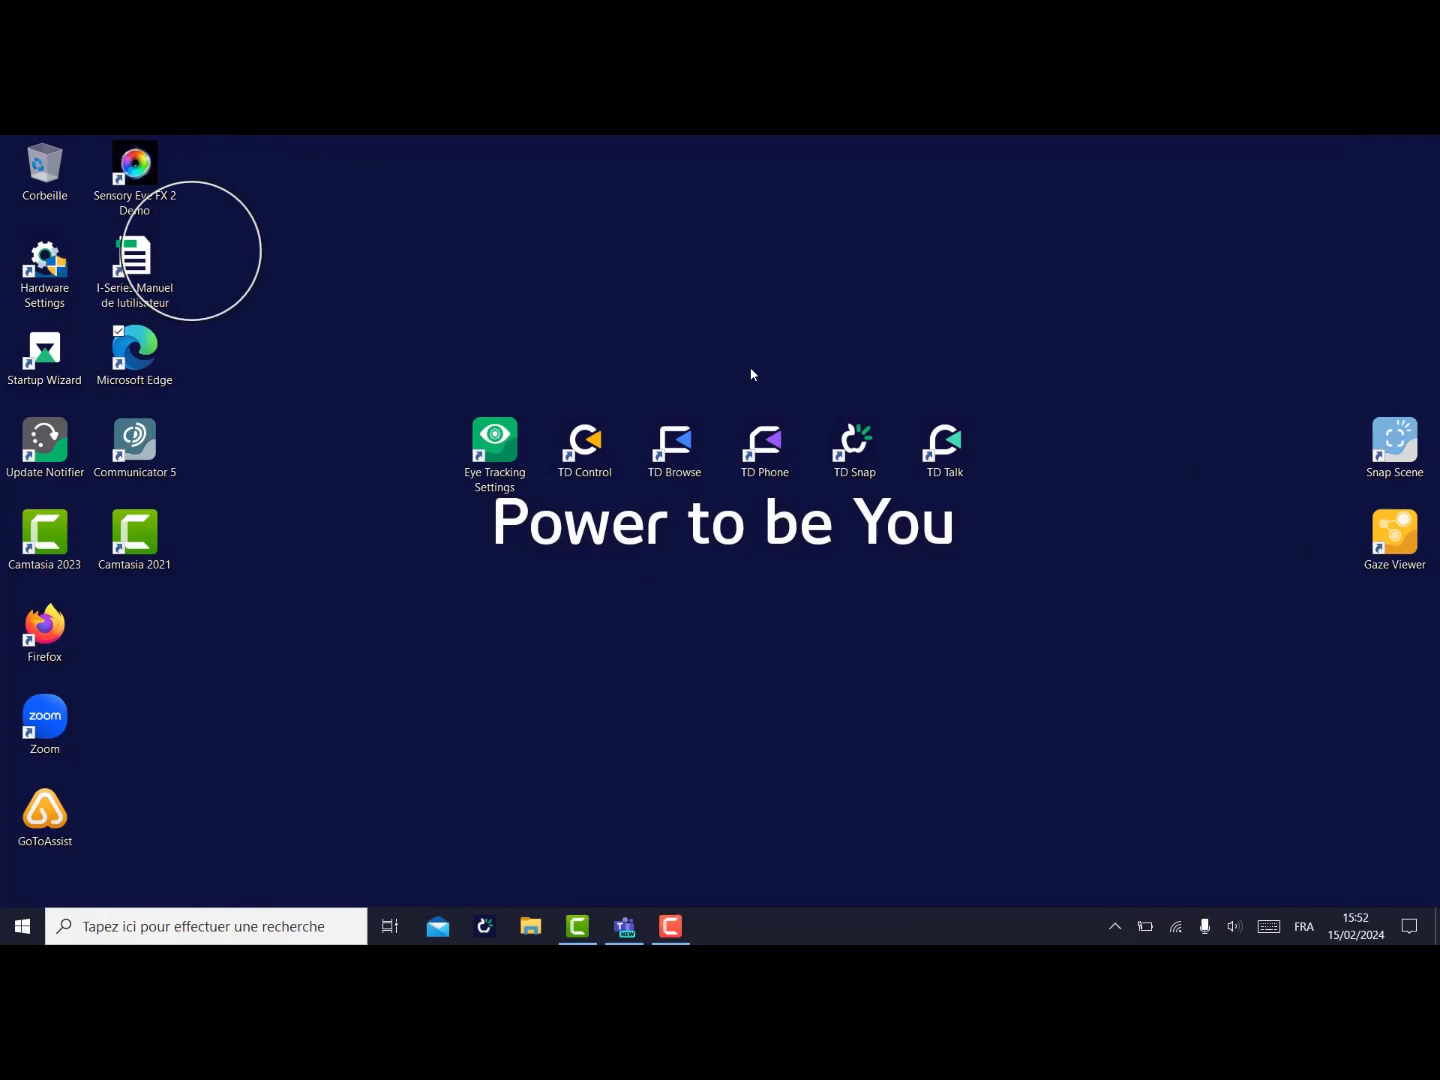 Corbeille
Sensory Eye FX 2
Demo
Hardware
Settings
I-Series Manuel
de lutilisateur
Startup Wizard
Microsoft Edge
Update Notifier
Communicator 5
Eye Tracking
Settings
TD Control
TD Browse
TD Phone
TD Snap
TD Talk
Snap Scene
Power to be You
Camtasia 2023
Camtasia 2021
Gaze Viewer
Firefox
zoom
Zoom
GoToAssist
Tapez ici pour effectuer une recherche
NEW
FRA
15:52
15/02/2024